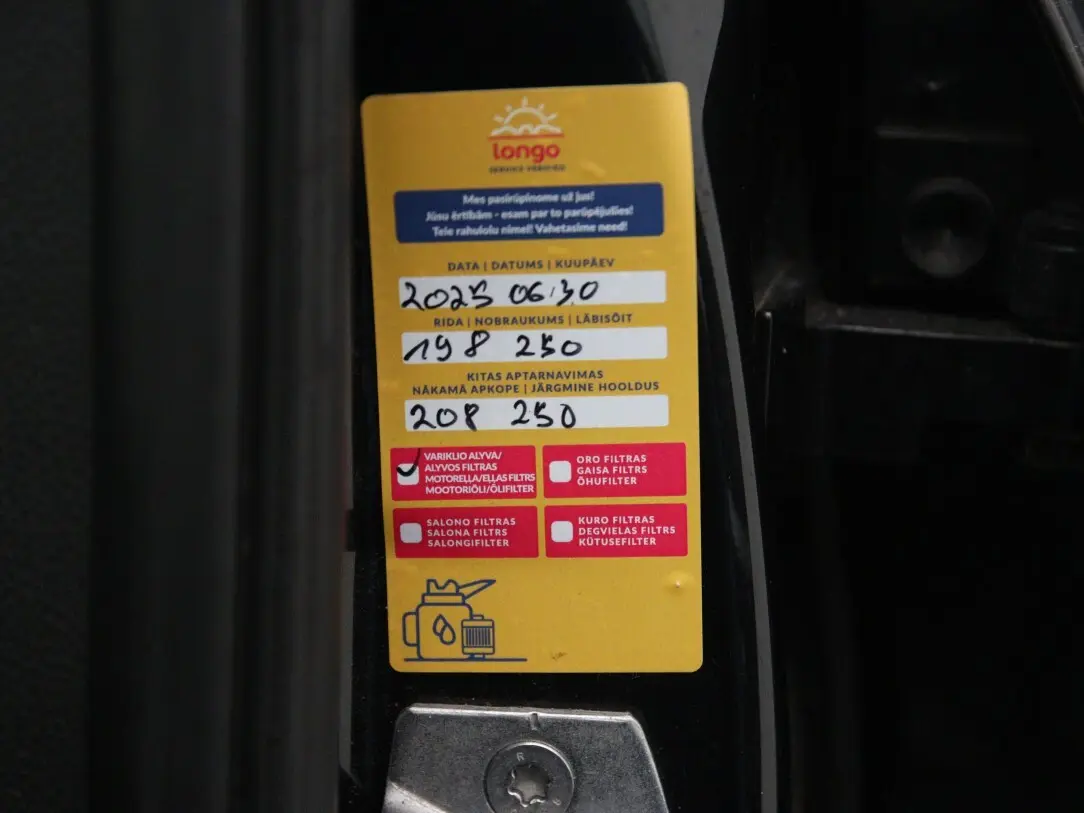 longo
Mes pasirūpinome už jus!
Jūsu ērtībām - esam par to parūpējušies!
Teie rahulolu nimel! Vahetasime need!
DATA | DATUMS | KUUPÄEV
2025 06.30
RIDA | NOBRAUKUMS | LÄBISÕIT
198 250
KITAS APTARNAVIMAS
NĀKAMĀ APKOPE | JÄRGMINE HOOLDUS
208 250
VARIKLIO ALYVA/
ALYVOS FILTRAS
MOTOREĻĻA/EĻĻAS FILTRS
MOOTORIÕLI/ÕLIFILTER
ORO FILTRAS
GAISA FILTRS
ÕHUFILTER
SALONO FILTRAS
SALONA FILTRS
SALONGIFILTER
KURO FILTRAS
DEGVIELAS FILTRS
KÜTUSEFILTER